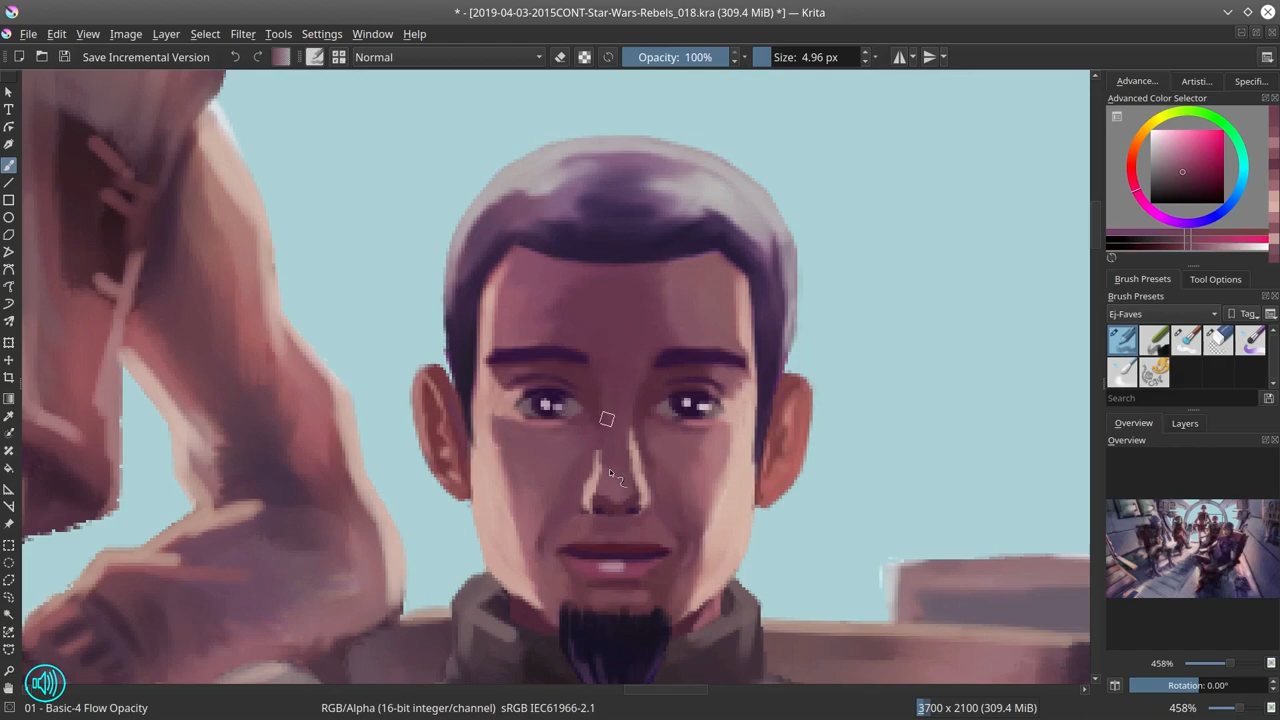 * - [2019-04-03-2015CONT-Star-Wars-Rebels_018.kra (309.4 MiB) *] — Krita
File Edit View Image Layer Select Filter Tools Settings Window Help
Save Incremental Version Normal Opacity: 100% Size: 4.96 px
Advance... Artisti... Specifi...
Advanced Color Selector
Brush Presets Tool Options
Brush Presets
Ej-Faves Tag
Search
Overview Layers
Overview
458%
Rotation: 0.00°
01 - Basic-4 Flow Opacity RGB/Alpha (16-bit integer/channel) sRGB IEC61966-2.1 3700 x 2100 (309.4 MiB) 458%